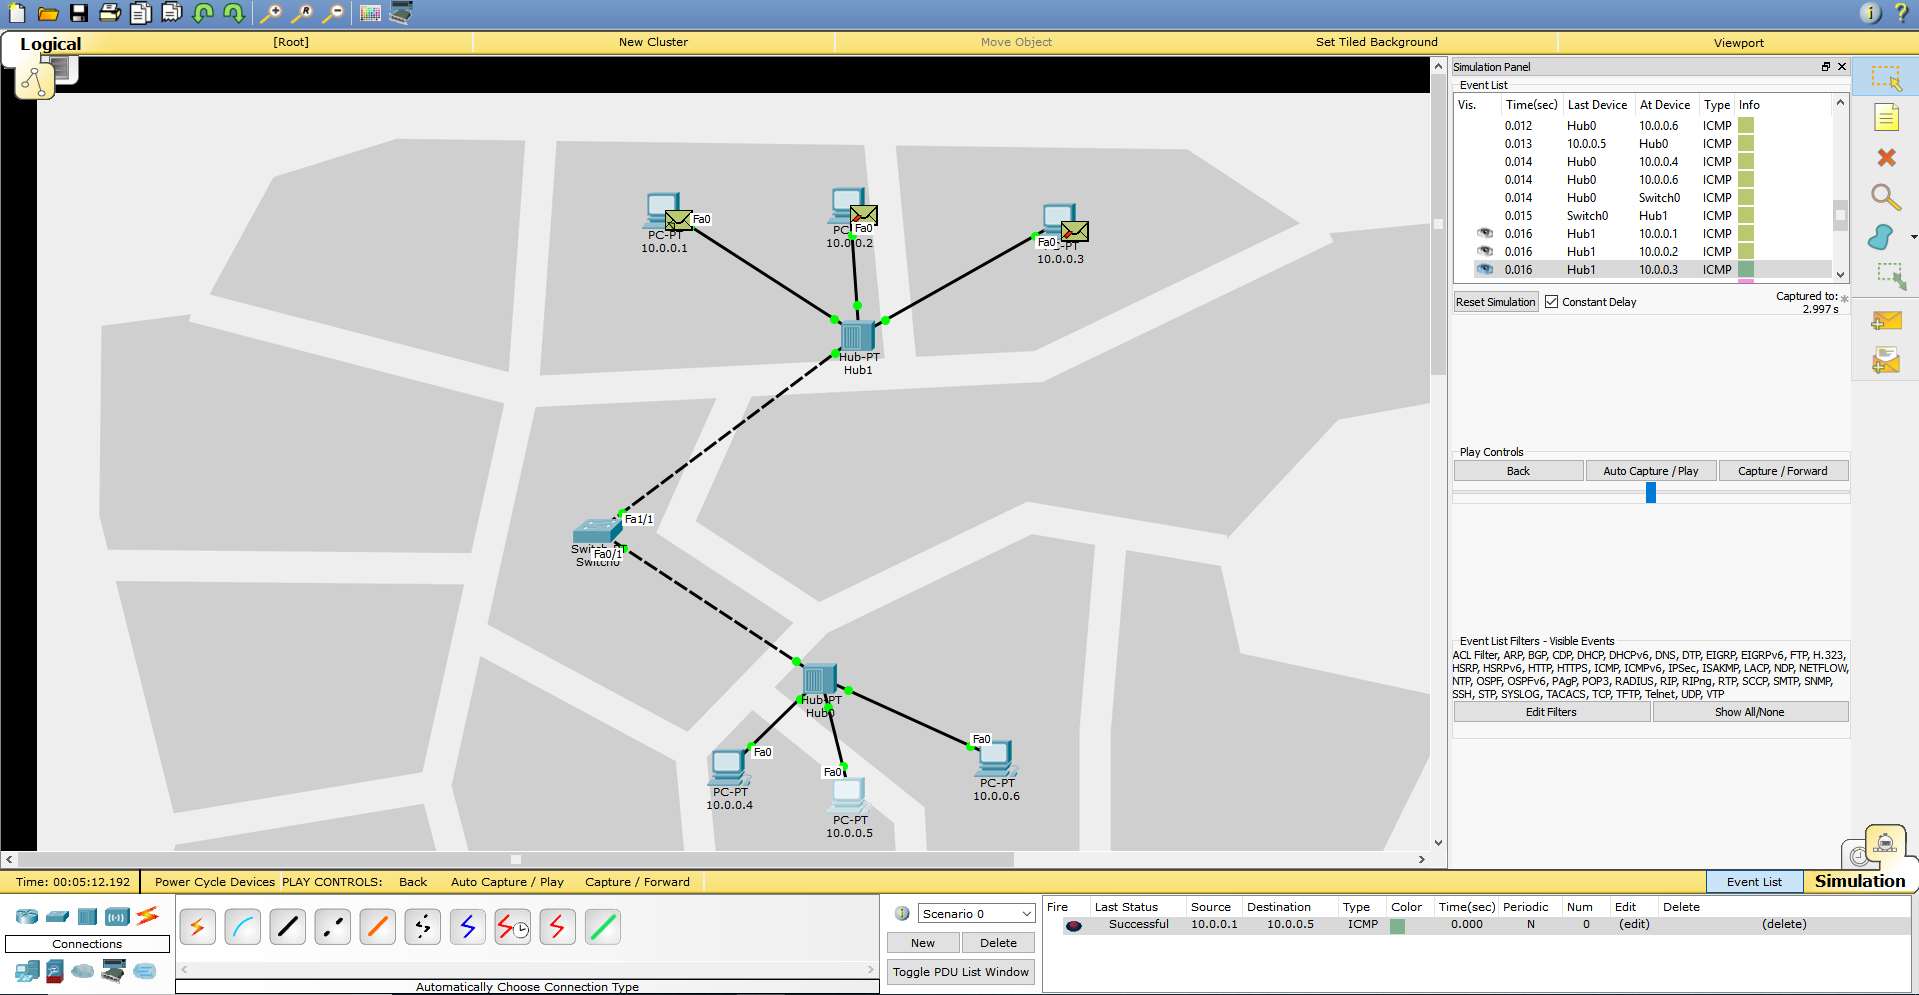 Logical
[Root]
New Cluster
Move Object
Set Tiled Background
Viewport
Fa0
PC-PT
10.0.0.1
Fa0
10.0.0.2
Fa0
10.0.0.3
Hub-PT
Hub1
Fa1/1
Fa0/1
Switch0
Hub-PT
Hub0
Fa0
PC-PT
10.0.0.4
Fa0
PC-PT
10.0.0.5
Fa0
PC-PT
10.0.0.6
Simulation Panel
Event List
Vis. Time(sec) Last Device At Device Type Info
0.012 Hub0 10.0.0.6 ICMP
0.013 10.0.0.5 Hub0 ICMP
0.014 Hub0 10.0.0.4 ICMP
0.014 Hub0 10.0.0.6 ICMP
0.014 Hub0 Switch0 ICMP
0.015 Switch0 Hub1 ICMP
0.016 Hub1 10.0.0.1 ICMP
0.016 Hub1 10.0.0.2 ICMP
0.016 Hub1 10.0.0.3 ICMP
Reset Simulation Constant Delay
Captured to: *
2.997 s
Play Controls
Back Auto Capture / Play Capture / Forward
Event List Filters - Visible Events
ACL Filter, ARP, BGP, CDP, DHCP, DHCPv6, DNS, DTP, EIGRP, EIGRPv6, FTP, H.323,
HSRP, HSRPv6, HTTP, HTTPS, ICMP, ICMPv6, IPSec, ISAKMP, LACP, NDP, NETFLOW,
NTP, OSPF, OSPFv6, PAgP, POP3, RADIUS, RIP, RIPng, RTP, SCCP, SMTP, SNMP,
SSH, STP, SYSLOG, TACACS, TCP, TFTP, Telnet, UDP, VTP
Edit Filters Show All/None
Time: 00:05:12.192 Power Cycle Devices PLAY CONTROLS: Back Auto Capture / Play Capture / Forward
Event List Simulation
Connections
Automatically Choose Connection Type
Scenario 0
New Delete
Toggle PDU List Window
Fire Last Status Source Destination Type Color Time(sec) Periodic Num Edit Delete
Successful 10.0.0.1 10.0.0.5 ICMP 0.000 N 0 (edit) (delete)